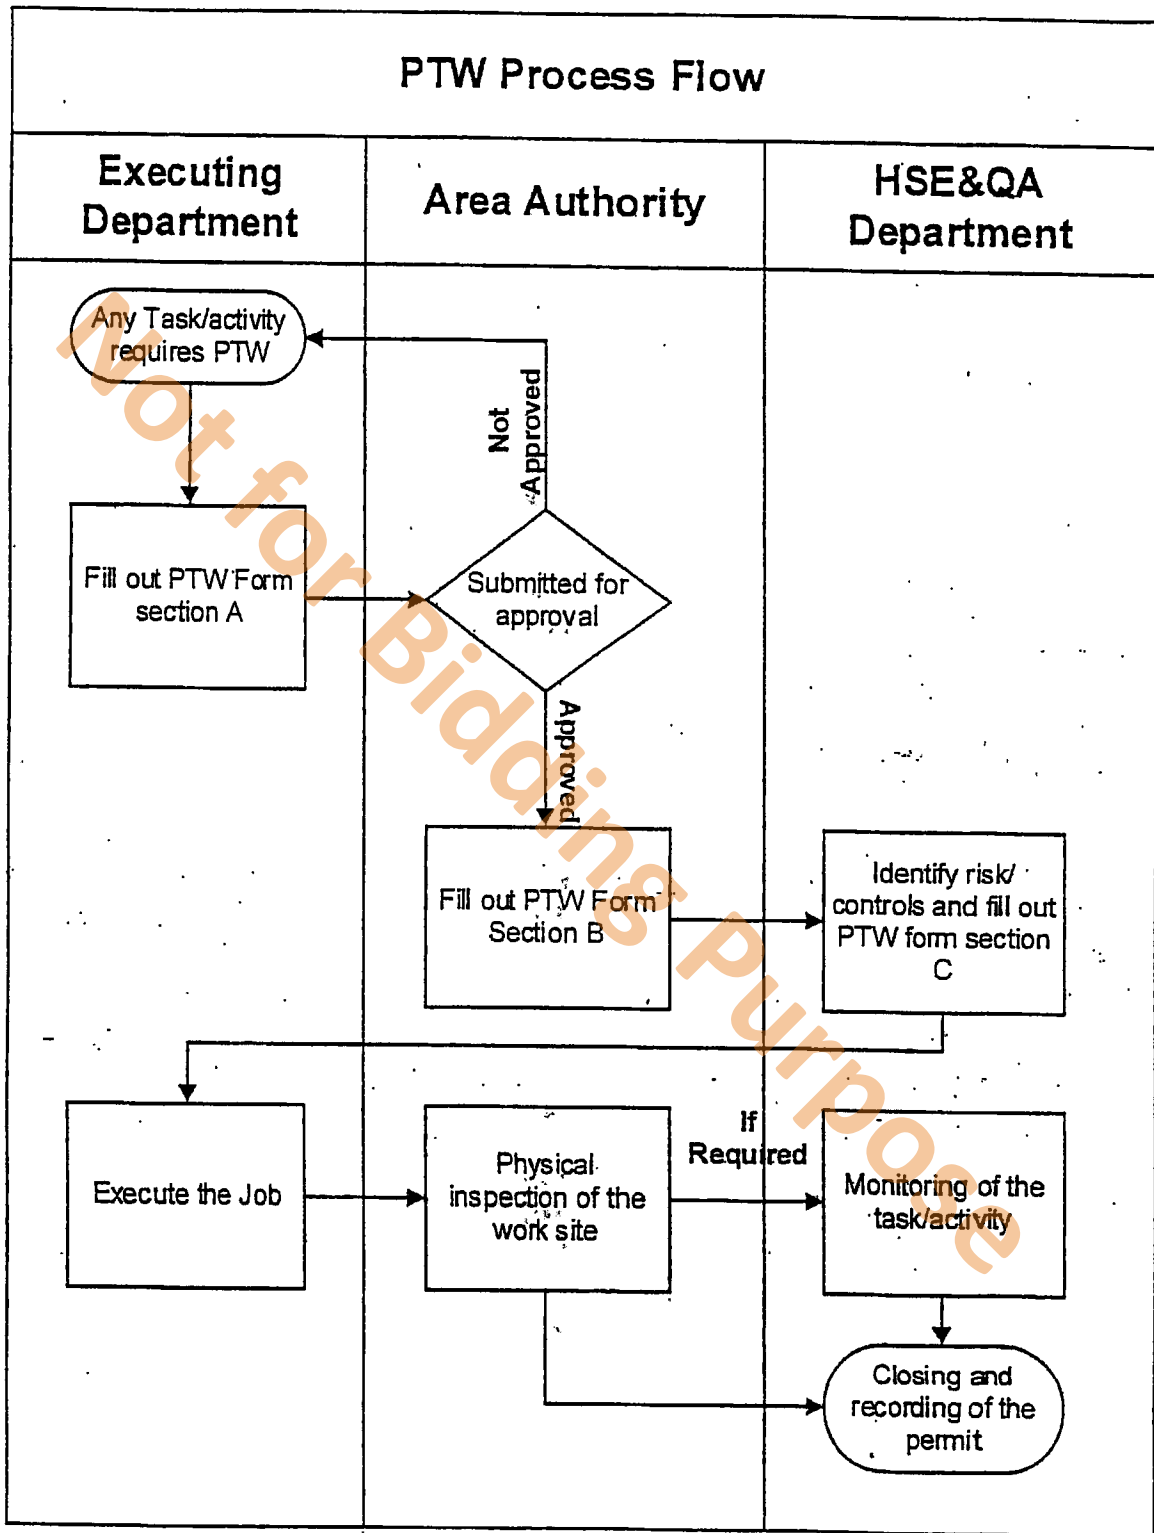 PTW Process Flow
Executing
Department
Area Authority
HSE&QA
Department
Any Task/activity
requires PTW
Not
Approved
Fill out PTW Form
section A
Submitted for
approval
Approved
Fill out PTW Form
Section B
Identify risk/
controls and fill out
PTW form section
C
Execute the Job
Physical
inspection of the
work site
If
Required
Monitoring of the
task/activity
Closing and
recording of the
permit
Not for Bidding Purpose